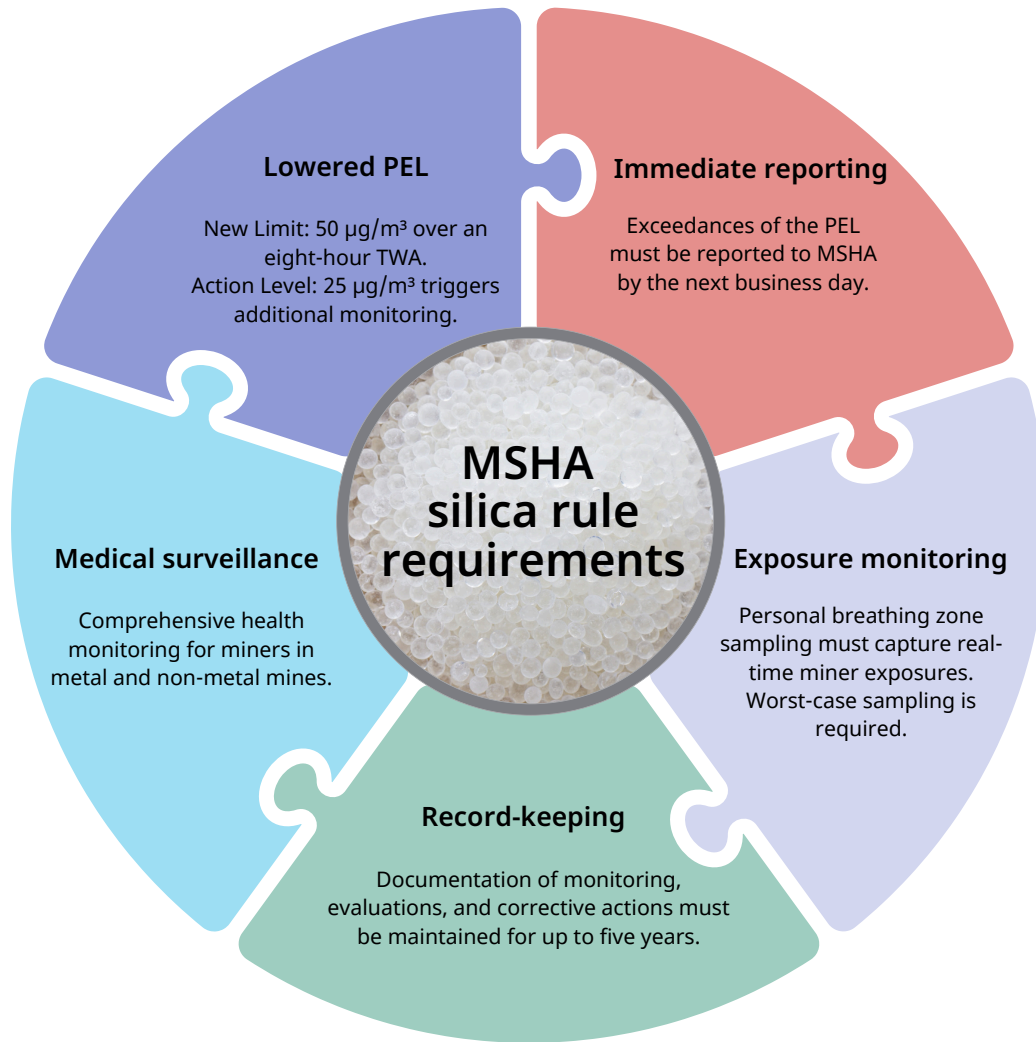 Lowered PEL
New Limit: 50 µg/m³ over an
eight-hour TWA.
Action Level: 25 µg/m³ triggers
additional monitoring.
Immediate reporting
Exceedances of the PEL
must be reported to MSHA
by the next business day.
MSHA
silica rule
requirements
Medical surveillance
Comprehensive health
monitoring for miners in
metal and non-metal mines.
Exposure monitoring
Personal breathing zone
sampling must capture real-
time miner exposures.
Worst-case sampling is
required.
Record-keeping
Documentation of monitoring,
evaluations, and corrective actions must
be maintained for up to five years.